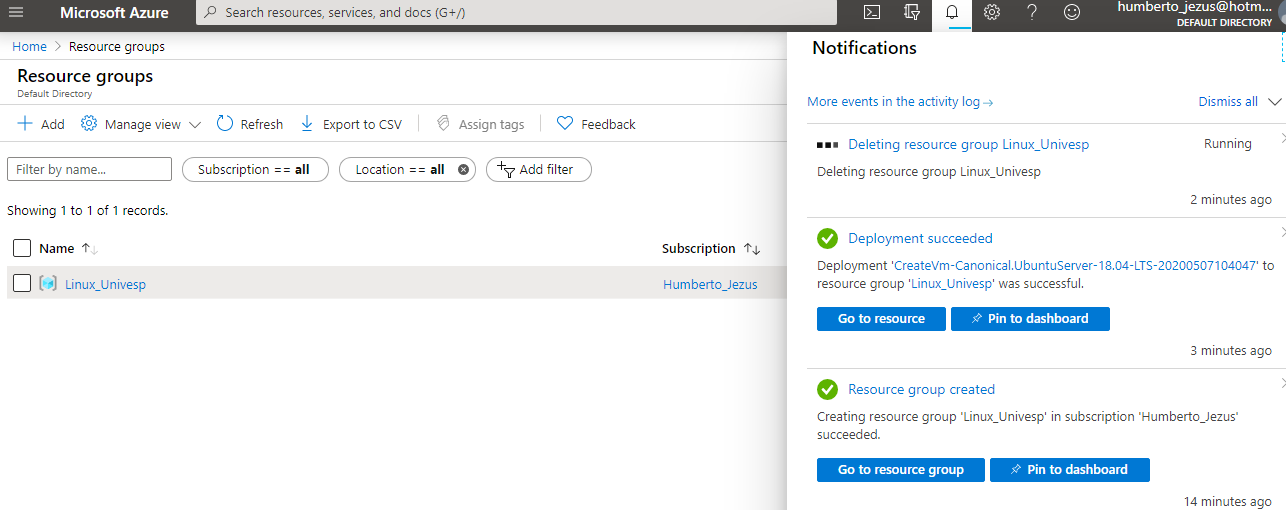 Microsoft Azure
Search resources, services, and docs (G+/)
humberto_jezus@hotm...
DEFAULT DIRECTORY
Home > Resource groups
Resource groups
Default Directory
+ Add
Manage view
Refresh
Export to CSV
Assign tags
Feedback
Filter by name...
Subscription == all
Location == all
Add filter
Showing 1 to 1 of 1 records.
Name ↑↓
Subscription ↑↓
Linux_Univesp
Humberto_Jezus
Notifications
More events in the activity log →
Dismiss all
Deleting resource group Linux_Univesp
Running
Deleting resource group Linux_Univesp
2 minutes ago
Deployment succeeded
Deployment 'CreateVm-Canonical.UbuntuServer-18.04-LTS-20200507104047' to
resource group 'Linux_Univesp' was successful.
Go to resource
Pin to dashboard
3 minutes ago
Resource group created
Creating resource group 'Linux_Univesp' in subscription 'Humberto_Jezus'
succeeded.
Go to resource group
Pin to dashboard
14 minutes ago